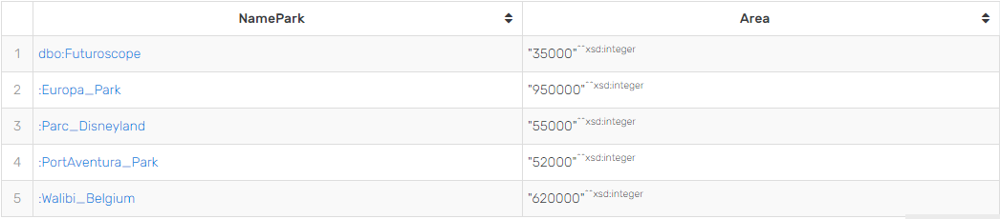 NamePark Area
1 dbo:Futuroscope "35000"^^xsd:integer
2 :Europa_Park "950000"^^xsd:integer
3 :Parc_Disneyland "55000"^^xsd:integer
4 :PortAventura_Park "52000"^^xsd:integer
5 :Walibi_Belgium "620000"^^xsd:integer